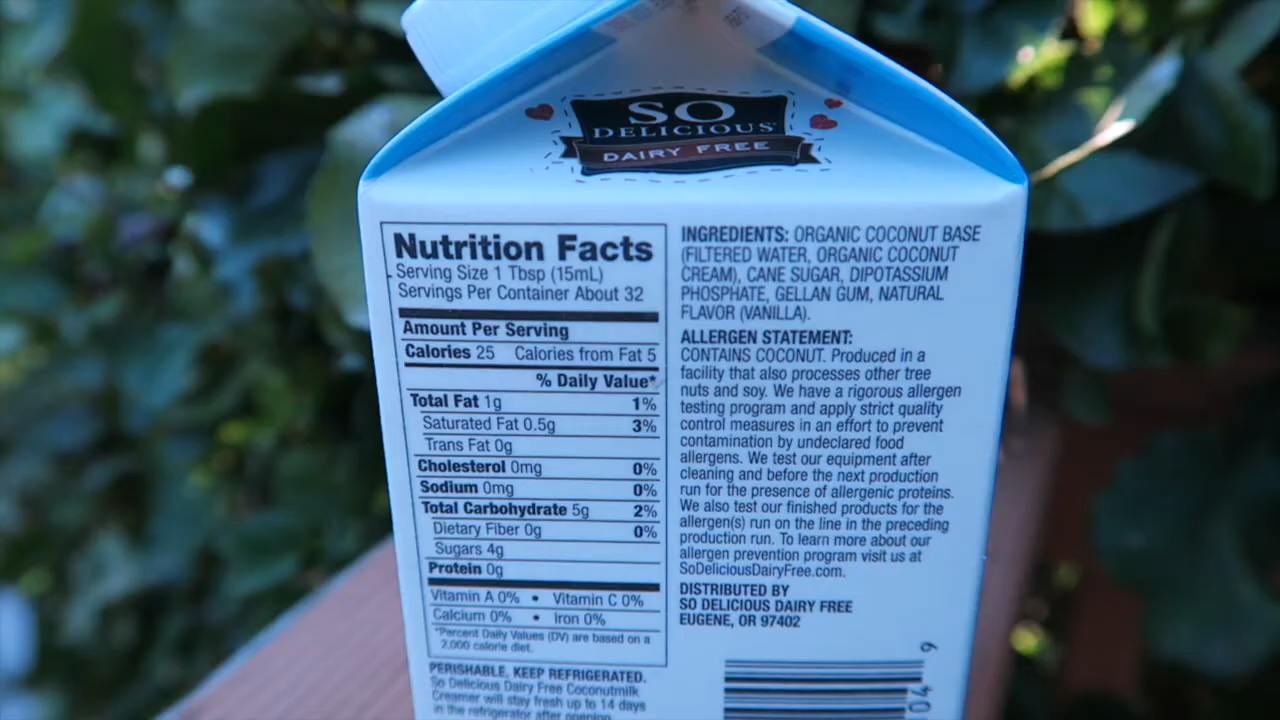 SO
DELICIOUS
DAIRY FREE
Nutrition Facts
Serving Size 1 Tbsp (15mL)
Servings Per Container About 32
Amount Per Serving
Calories 25 Calories from Fat 5
% Daily Value*
Total Fat 1g 1%
Saturated Fat 0.5g 3%
Trans Fat 0g
Cholesterol 0mg 0%
Sodium 0mg 0%
Total Carbohydrate 5g 2%
Dietary Fiber 0g 0%
Sugars 4g
Protein 0g
Vitamin A 0% • Vitamin C 0%
Calcium 0% • Iron 0%
*Percent Daily Values (DV) are based on a
2,000 calorie diet.
PERISHABLE, KEEP REFRIGERATED.
So Delicious Dairy Free Coconutmilk
Creamer will stay fresh up to 14 days
in the refrigerator after opening
INGREDIENTS: ORGANIC COCONUT BASE
(FILTERED WATER, ORGANIC COCONUT
CREAM), CANE SUGAR, DIPOTASSIUM
PHOSPHATE, GELLAN GUM, NATURAL
FLAVOR (VANILLA).
ALLERGEN STATEMENT:
CONTAINS COCONUT. Produced in a
facility that also processes other tree
nuts and soy. We have a rigorous allergen
testing program and apply strict quality
control measures in an effort to prevent
contamination by undeclared food
allergens. We test our equipment after
cleaning and before the next production
run for the presence of allergenic proteins.
We also test our finished products for the
allergen(s) run on the line in the preceding
production run. To learn more about our
allergen prevention program visit us at
SoDeliciousDairyFree.com.
DISTRIBUTED BY
SO DELICIOUS DAIRY FREE
EUGENE, OR 97402
9
04